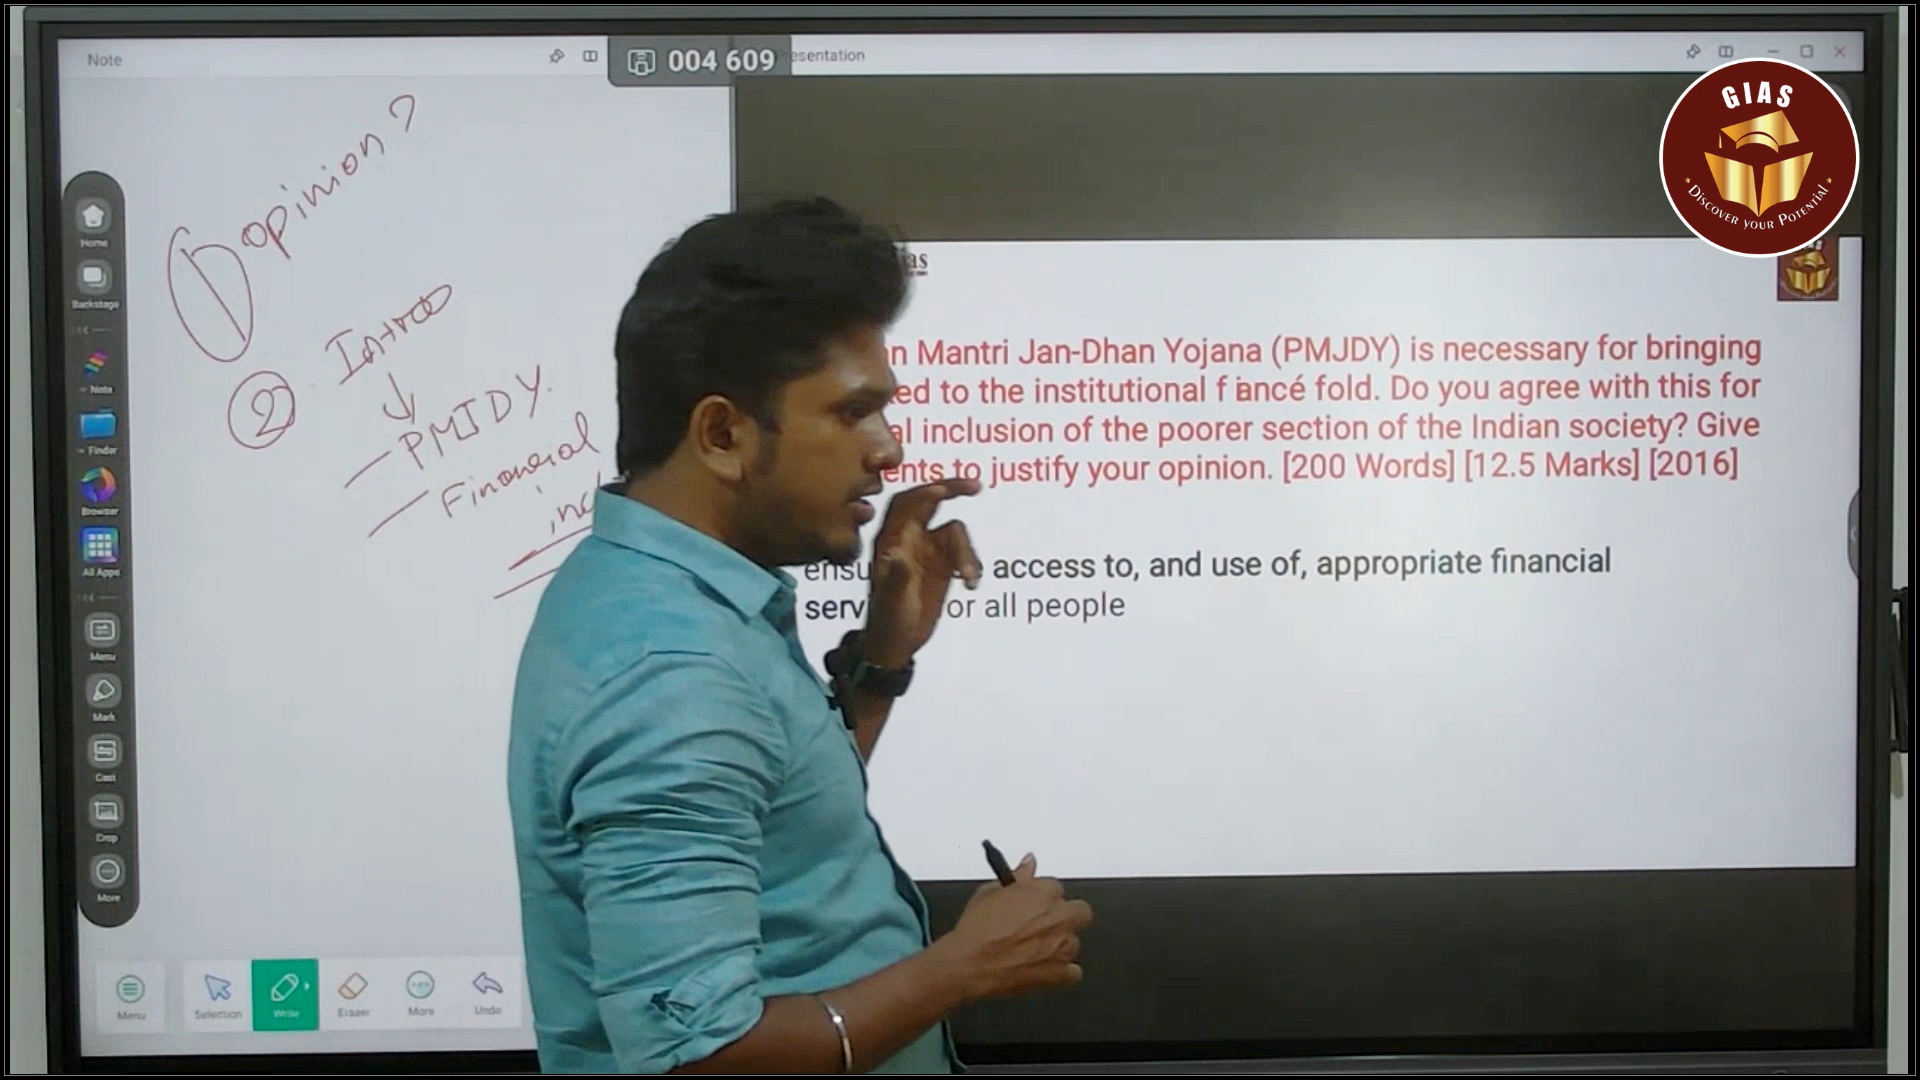 Note
004 609
esentation
GIAS
DISCOVER YOUR POTENTIAL
opinion?
Home
Backstage
Note
Finder
Browser
All Apps
Menu
Mark
Cast
Crop
More
② Intro
PMJDY.
Financial
ias
n Mantri Jan-Dhan Yojana (PMJDY) is necessary for bringing
ed to the institutional f iancé fold. Do you agree with this for
al inclusion of the poorer section of the Indian society? Give
ents to justify your opinion. [200 Words] [12.5 Marks] [2016]
access to, and use of, appropriate financial
or all people
Menu
Selection
Write
Eraser
More
Undo